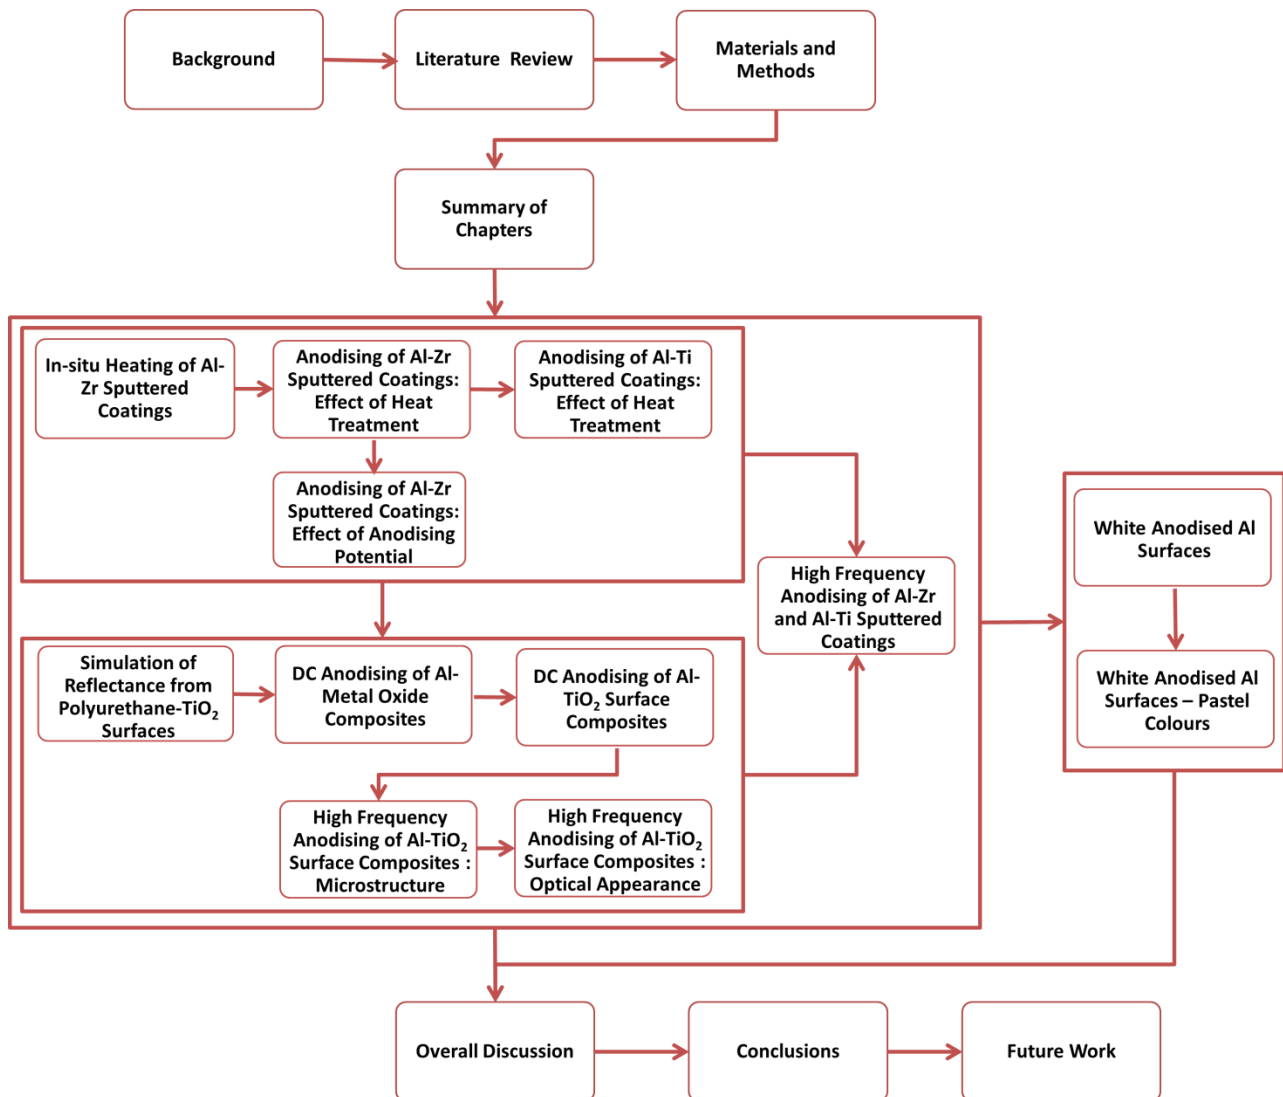 Background
Literature Review
Materials and
Methods
Summary of
Chapters
In-situ Heating of Al-
Zr Sputtered
Coatings
Anodising of Al-Zr
Sputtered Coatings:
Effect of Heat
Treatment
Anodising of Al-Ti
Sputtered Coatings:
Effect of Heat
Treatment
Anodising of Al-Zr
Sputtered Coatings:
Effect of Anodising
Potential
High Frequency
Anodising of Al-Zr
and Al-Ti Sputtered
Coatings
White Anodised Al
Surfaces
White Anodised Al
Surfaces – Pastel
Colours
Simulation of
Reflectance from
Polyurethane-TiO₂
Surfaces
DC Anodising of Al-
Metal Oxide
Composites
DC Anodising of Al-
TiO₂ Surface
Composites
High Frequency
Anodising of Al-TiO₂
Surface Composites :
Microstructure
High Frequency
Anodising of Al-TiO₂
Surface Composites :
Optical Appearance
Overall Discussion
Conclusions
Future Work